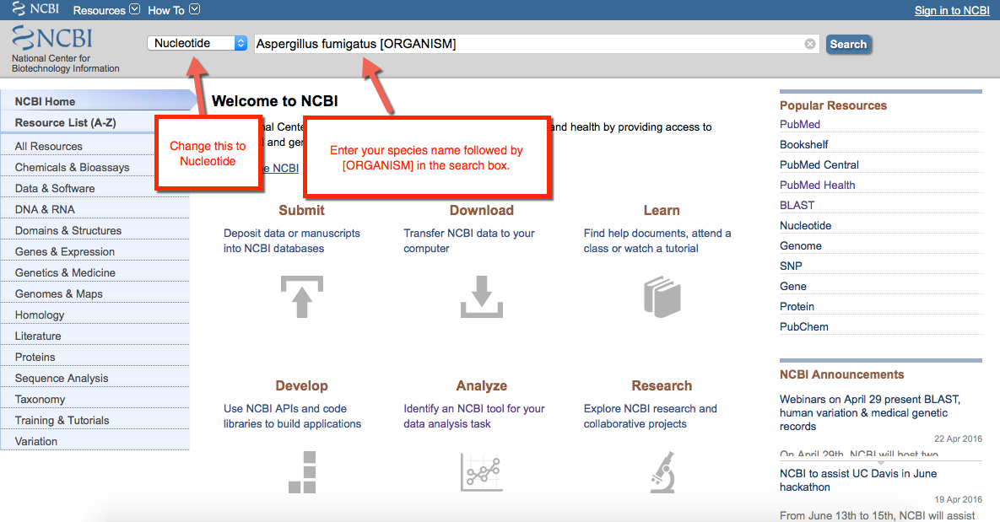 NCBI Resources How To Sign in to NCBI
NCBI
National Center for
Biotechnology Information
Nucleotide
Aspergillus fumigatus [ORGANISM]
Search
NCBI Home
Resource List (A-Z)
All Resources
Chemicals & Bioassays
Data & Software
DNA & RNA
Domains & Structures
Genes & Expression
Genetics & Medicine
Genomes & Maps
Homology
Literature
Proteins
Sequence Analysis
Taxonomy
Training & Tutorials
Variation
Welcome to NCBI
nal Cente
and health by providing access to
and gen
e NCBI
Change this to
Nucleotide
Enter your species name followed by
[ORGANISM] in the search box.
Submit
Deposit data or manuscripts
into NCBI databases
Download
Transfer NCBI data to your
computer
Learn
Find help documents, attend a
class or watch a tutorial
Develop
Use NCBI APIs and code
libraries to build applications
Analyze
Identify an NCBI tool for your
data analysis task
Research
Explore NCBI research and
collaborative projects
Popular Resources
PubMed
Bookshelf
PubMed Central
PubMed Health
BLAST
Nucleotide
Genome
SNP
Gene
Protein
PubChem
NCBI Announcements
Webinars on April 29 present BLAST,
human variation & medical genetic
records
22 Apr 2016
On April 29th, NCBI will host two
NCBI to assist UC Davis in June
hackathon
19 Apr 2016
From June 13th to 15th, NCBI will assist